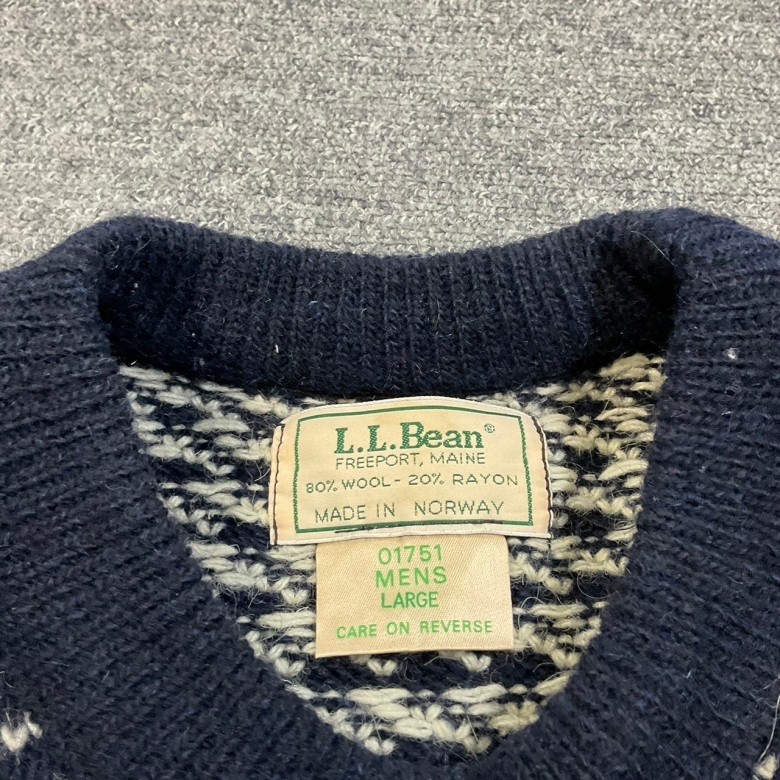 L.L.Bean®
FREEPORT, MAINE
80% WOOL - 20% RAYON
MADE IN NORWAY
01751
MENS
LARGE
CARE ON REVERSE